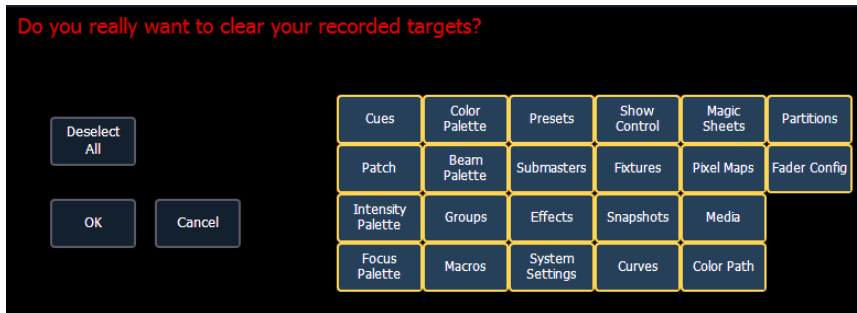 Do you really want to clear your recorded targets?
Cues
Color
Palette
Presets
Show
Control
Magic
Sheets
Partitions
Deselect
All
Patch
Beam
Palette
Submasters
Fixtures
Pixel Maps
Fader Config
OK
Cancel
Intensity
Palette
Groups
Effects
Snapshots
Media
Focus
Palette
Macros
System
Settings
Curves
Color Path